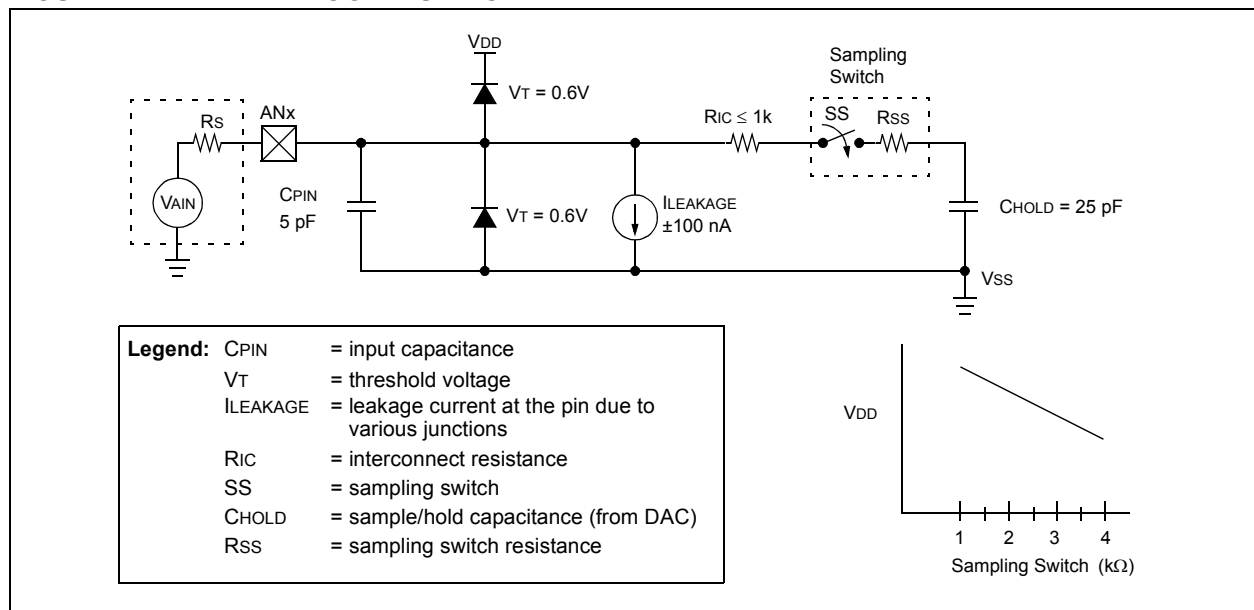 VDD
Sampling
Switch
VT = 0.6V
ANx
RS
RIC ≤ 1k
SS
RSS
VAIN
CPIN
5 pF
VT = 0.6V
ILEAKAGE
±100 nA
CHOLD = 25 pF
VSS
Legend: CPIN = input capacitance
VT = threshold voltage
ILEAKAGE = leakage current at the pin due to
various junctions
RIC = interconnect resistance
SS = sampling switch
CHOLD = sample/hold capacitance (from DAC)
RSS = sampling switch resistance
VDD
1 2 3 4
Sampling Switch (kΩ)